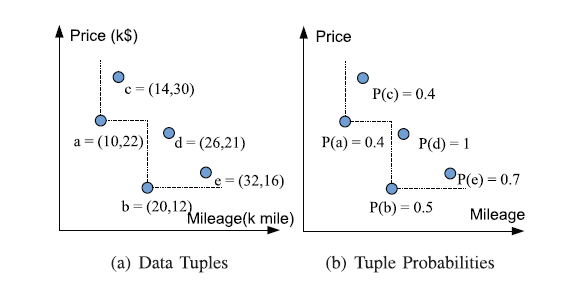 Price (k$)
c = (14,30)
a = (10,22)
d = (26,21)
e = (32,16)
b = (20,12)
Mileage(k mile)
(a) Data Tuples
Price
P(c) = 0.4
P(a) = 0.4
P(d) = 1
P(e) = 0.7
P(b) = 0.5
Mileage
(b) Tuple Probabilities